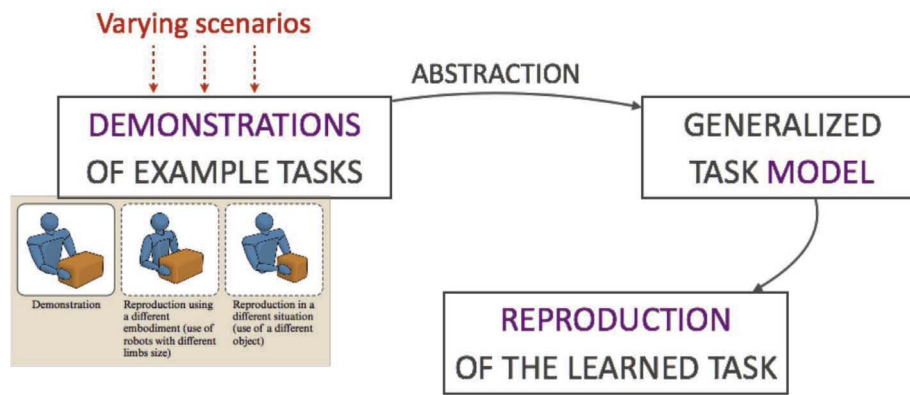 Varying scenarios
ABSTRACTION
DEMONSTRATIONS
OF EXAMPLE TASKS
GENERALIZED
TASK MODEL
Demonstration
Reproduction using
a different
embodiment (use of
robots with different
limbs size)
Reproduction in a
different situation
(use of a different
object)
REPRODUCTION
OF THE LEARNED TASK